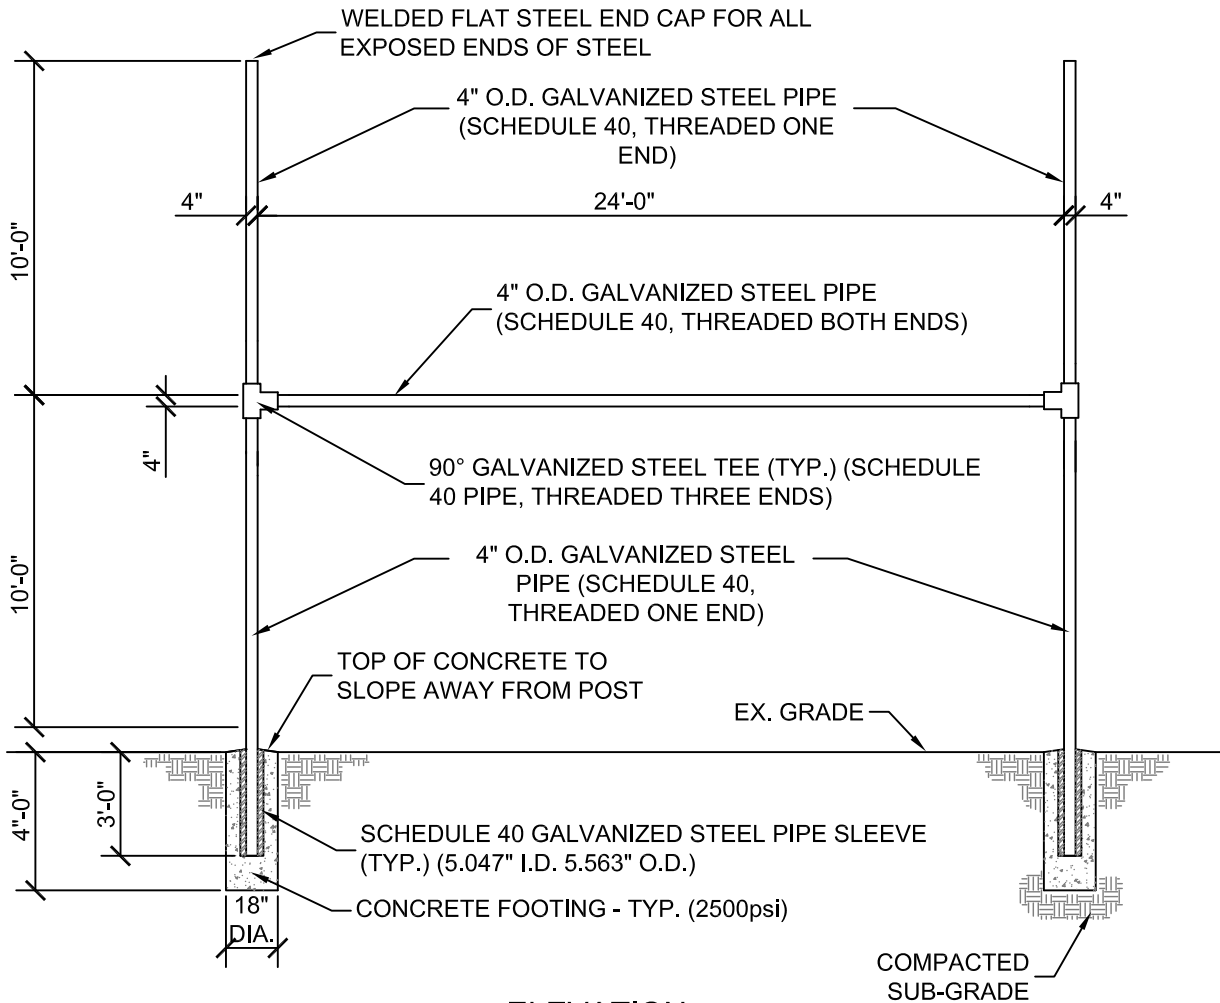 WELDED FLAT STEEL END CAP FOR ALL
EXPOSED ENDS OF STEEL
4" O.D. GALVANIZED STEEL PIPE
(SCHEDULE 40, THREADED ONE
END)
4"
24'-0"
4"
10'-0"
4" O.D. GALVANIZED STEEL PIPE
(SCHEDULE 40, THREADED BOTH ENDS)
4"
90° GALVANIZED STEEL TEE (TYP.) (SCHEDULE
40 PIPE, THREADED THREE ENDS)
10'-0"
4" O.D. GALVANIZED STEEL
PIPE (SCHEDULE 40,
THREADED ONE END)
TOP OF CONCRETE TO
SLOPE AWAY FROM POST
EX. GRADE
4"-0"
3'-0"
SCHEDULE 40 GALVANIZED STEEL PIPE SLEEVE
(TYP.) (5.047" I.D. 5.563" O.D.)
18"
DIA.
CONCRETE FOOTING - TYP. (2500psi)
COMPACTED
SUB-GRADE